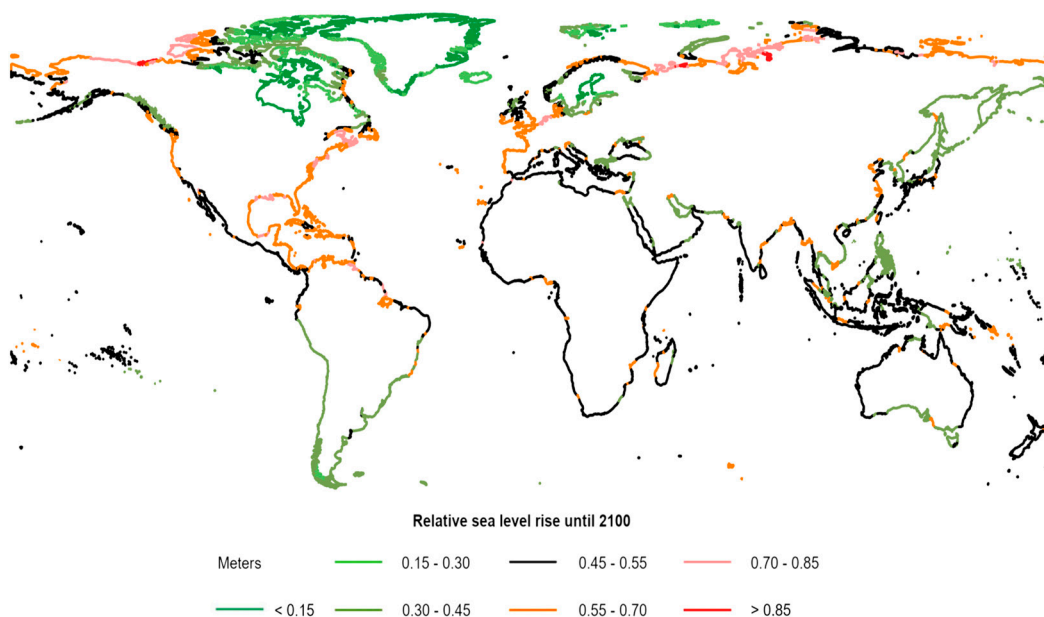 Relative sea level rise until 2100
Meters 0.15 - 0.30 0.45 - 0.55 0.70 - 0.85
< 0.15 0.30 - 0.45 0.55 - 0.70 > 0.85